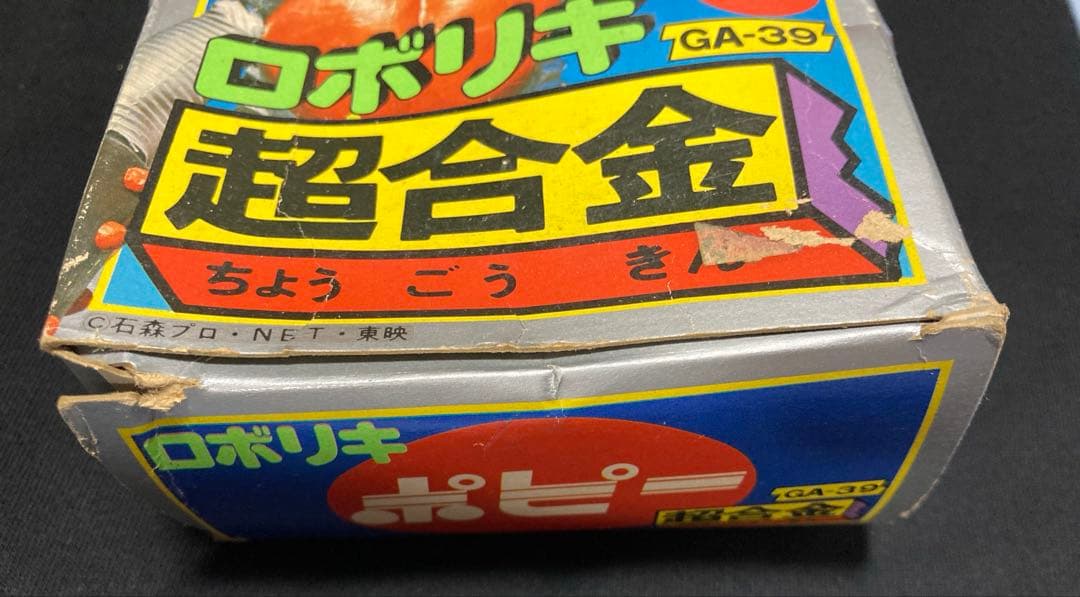 ロボリキ
GA-39
超合金
ちょうごうきん
©石森プロ・NET・東映
ロボリキ
ポピー
GA-39
超合金